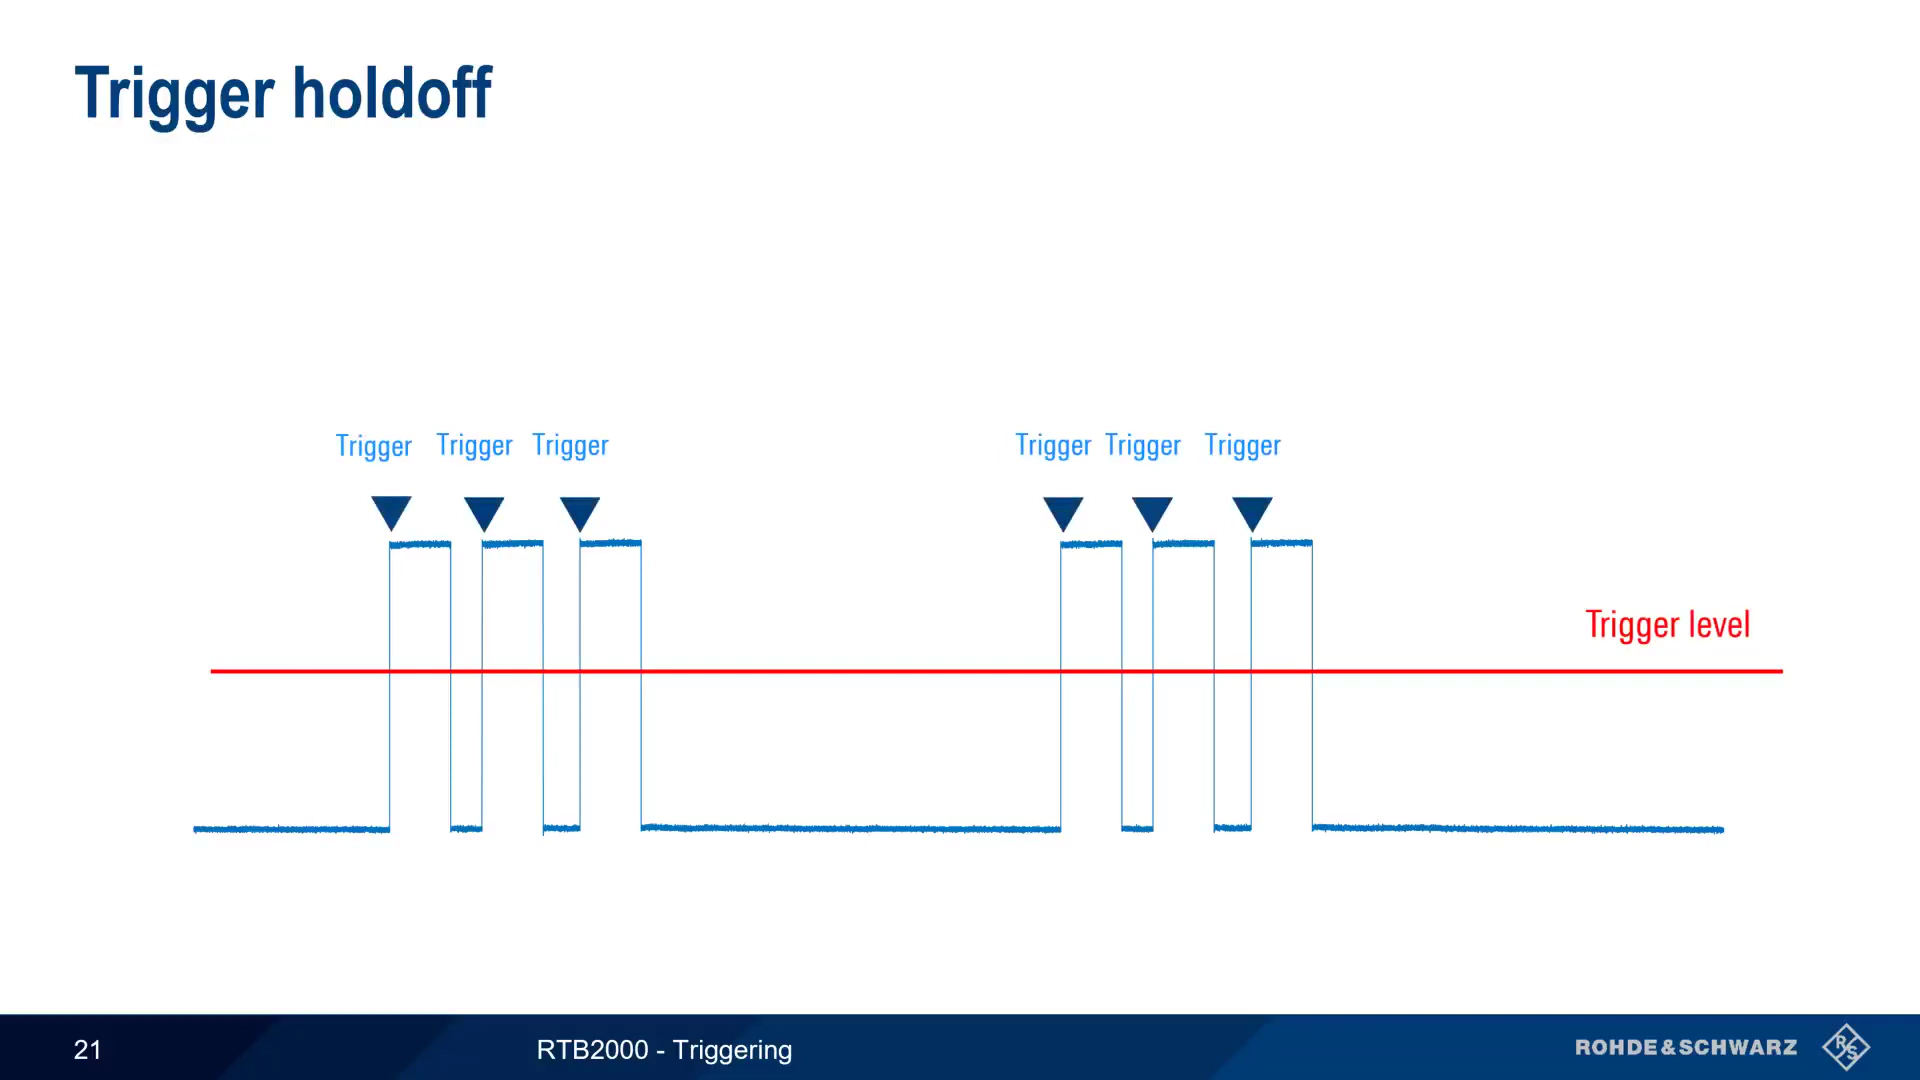 Trigger holdoff
Trigger Trigger Trigger Trigger Trigger Trigger
Trigger level
21 RTB2000 - Triggering ROHDE&SCHWARZ R&S